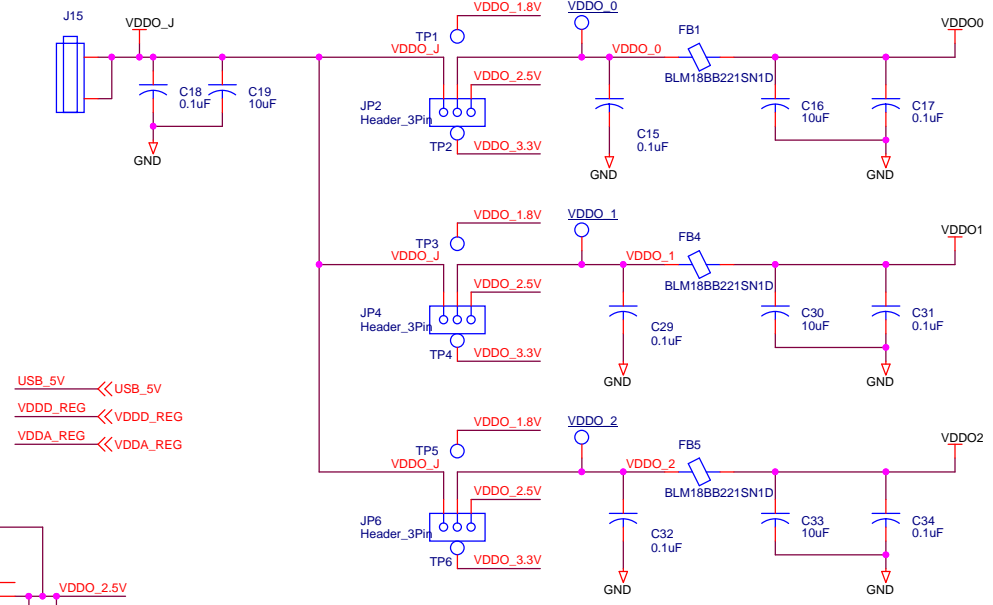 J15
VDDO_J
C18
0.1uF
C19
10uF
GND
VDDO_1.8V
TP1
VDDO_J
VDDO_2.5V
JP2
Header_3Pin
TP2
VDDO_3.3V
VDDO_0
VDDO_0
C15
0.1uF
GND
FB1
BLM18BB221SN1D
VDDO0
C16
10uF
C17
0.1uF
GND
VDDO_1.8V
TP3
VDDO_J
VDDO_2.5V
JP4
Header_3Pin
TP4
VDDO_3.3V
VDDO_1
VDDO_1
C29
0.1uF
GND
FB4
BLM18BB221SN1D
VDDO1
C30
10uF
C31
0.1uF
GND
USB_5V
USB_5V
VDDD_REG
VDDD_REG
VDDA_REG
VDDA_REG
VDDO_1.8V
TP5
VDDO_J
VDDO_2.5V
JP6
Header_3Pin
TP6
VDDO_3.3V
VDDO_2
VDDO_2
C32
0.1uF
GND
FB5
BLM18BB221SN1D
VDDO2
C33
10uF
C34
0.1uF
GND
VDDO_2.5V